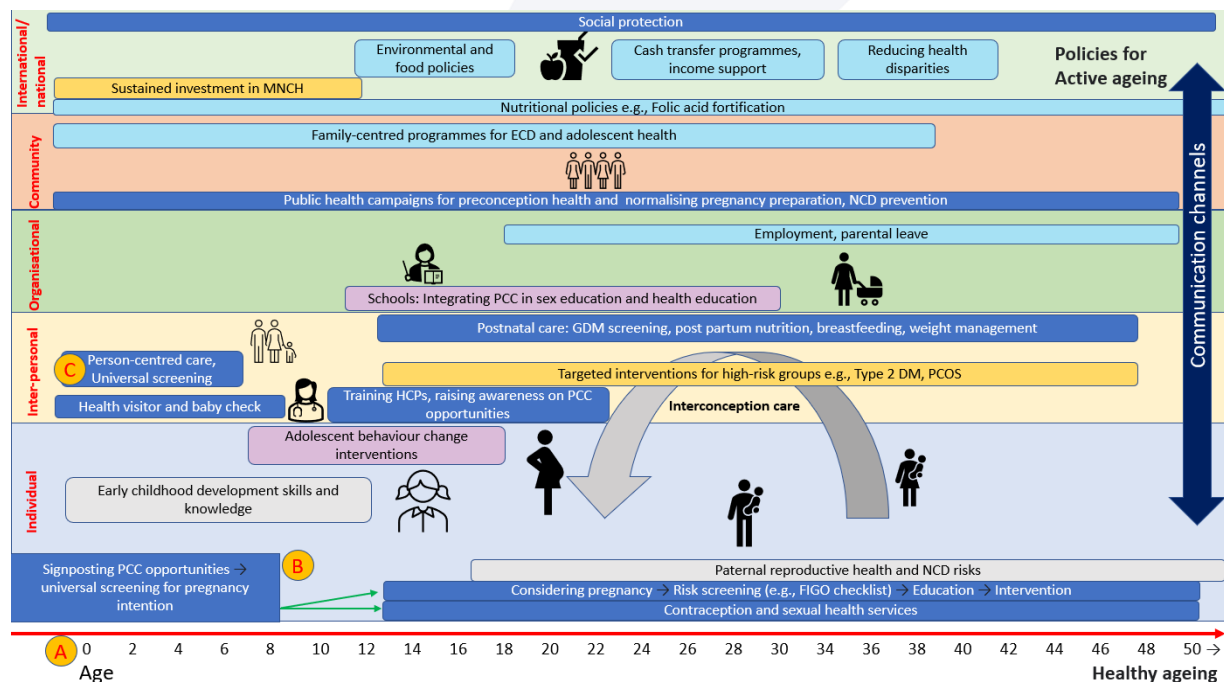 International/
national
Social protection
Environmental and
food policies
Cash transfer programmes,
income support
Reducing health
disparities
Policies for
Active ageing
Sustained investment in MNCH
Nutritional policies e.g., Folic acid fortification
Community
Family-centred programmes for ECD and adolescent health
Public health campaigns for preconception health and normalising pregnancy preparation, NCD prevention
Communication channels
Organisational
Employment, parental leave
Schools: Integrating PCC in sex education and health education
Inter-personal
Postnatal care: GDM screening, post partum nutrition, breastfeeding, weight management
C
Person-centred care,
Universal screening
Targeted interventions for high-risk groups e.g., Type 2 DM, PCOS
Health visitor and baby check
Training HCPs, raising awareness on PCC
opportunities
Interconception care
Individual
Adolescent behaviour change
interventions
Early childhood development skills and
knowledge
Signposting PCC opportunities →
universal screening for pregnancy
intention
B
Paternal reproductive health and NCD risks
Considering pregnancy → Risk screening (e.g., FIGO checklist) → Education → Intervention
Contraception and sexual health services
A
0 2 4 6 8 10 12 14 16 18 20 22 24 26 28 30 32 34 36 38 40 42 44 46 48 50 →
Age
Healthy ageing